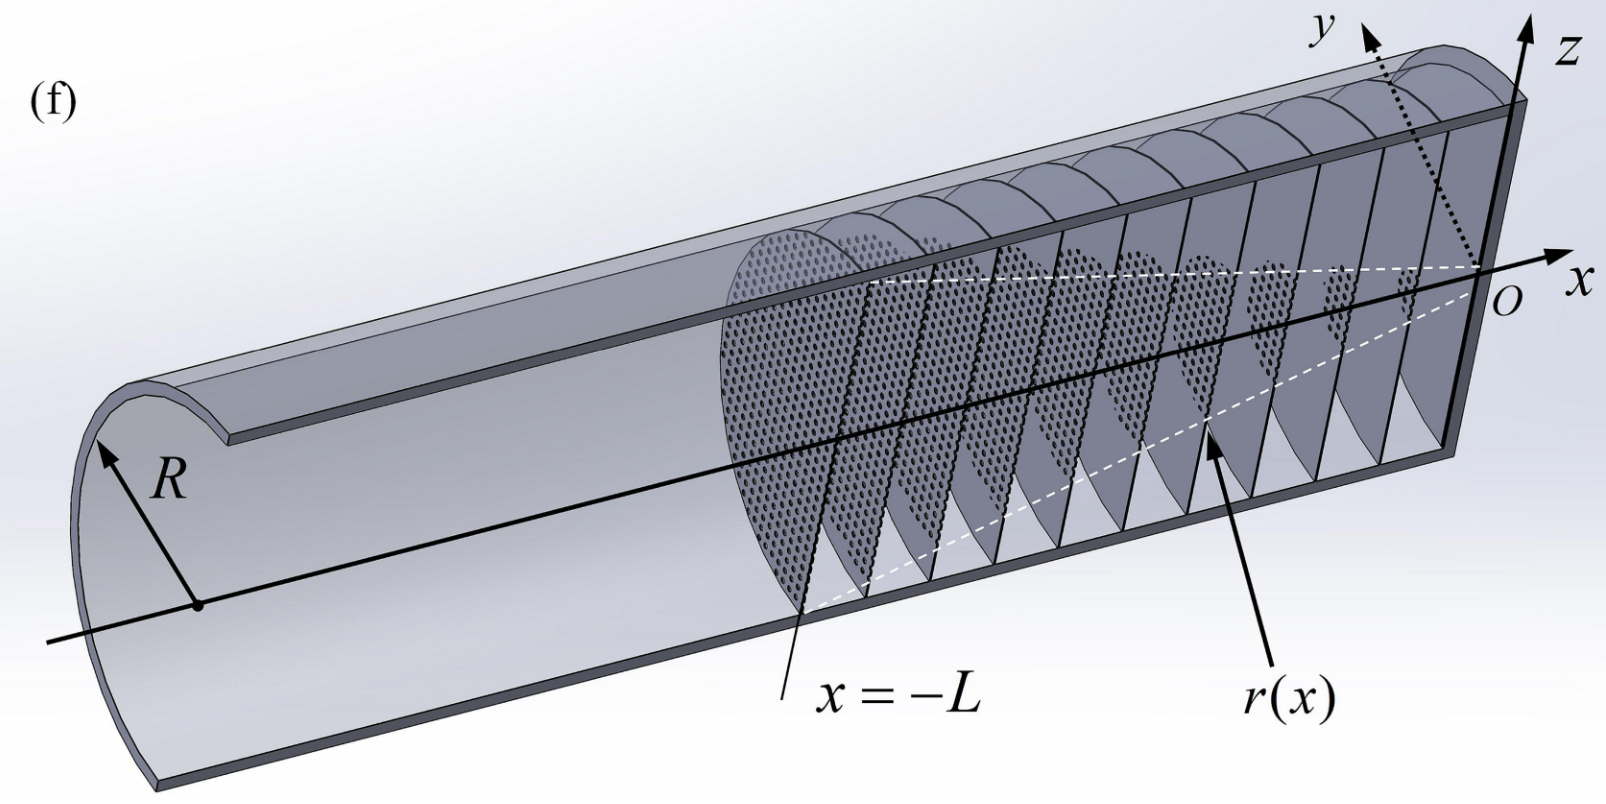 (f)
y
z
x
O
R
x = −L
r(x)